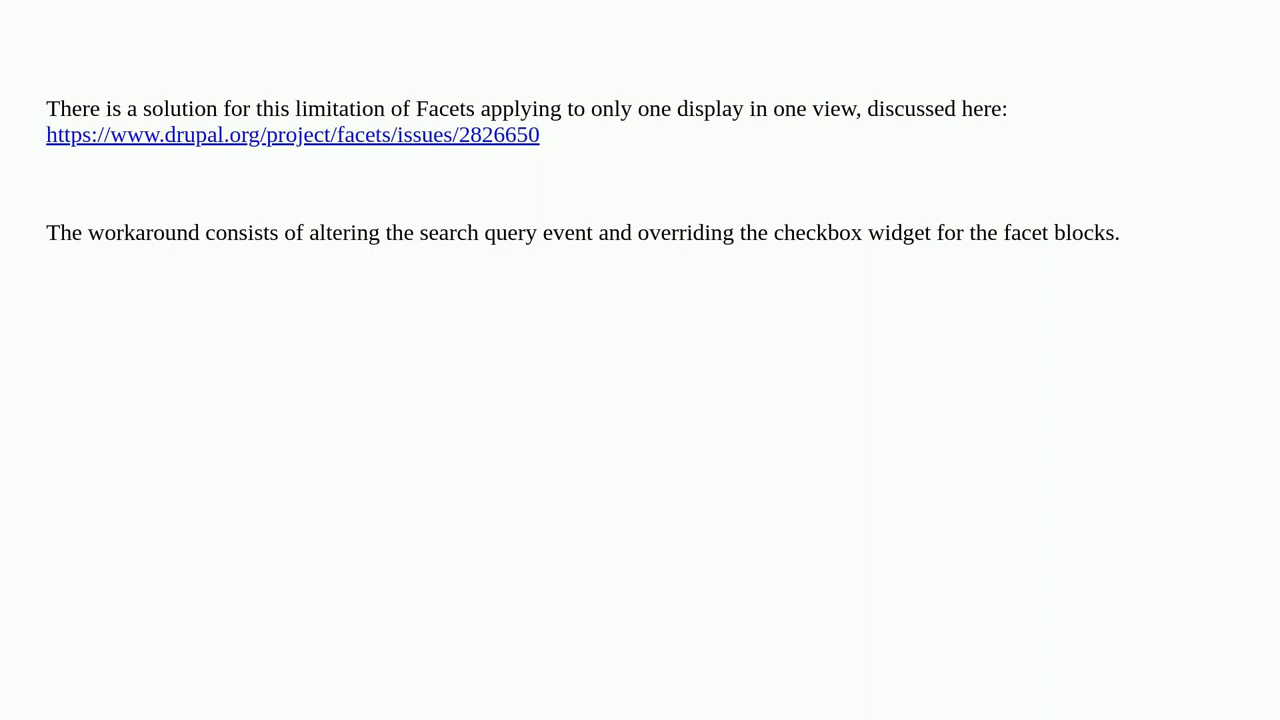 There is a solution for this limitation of Facets applying to only one display in one view, discussed here:
https://www.drupal.org/project/facets/issues/2826650
The workaround consists of altering the search query event and overriding the checkbox widget for the facet blocks.